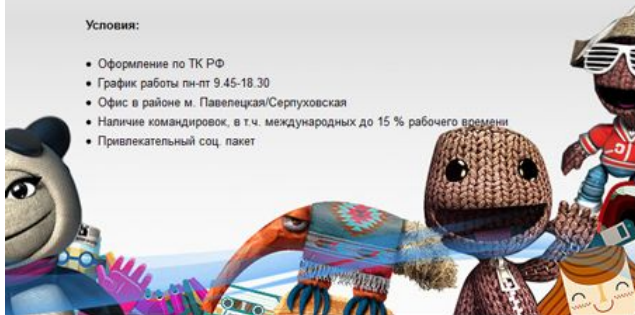 Условия:
• Оформление по ТК РФ
• График работы пн-пт 9.45-18.30
• Офис в районе м. Павелецкая/Серпуховская
• Наличие командировок, в т.ч. международных до 15 % рабочего времени
• Привлекательный соц. пакет